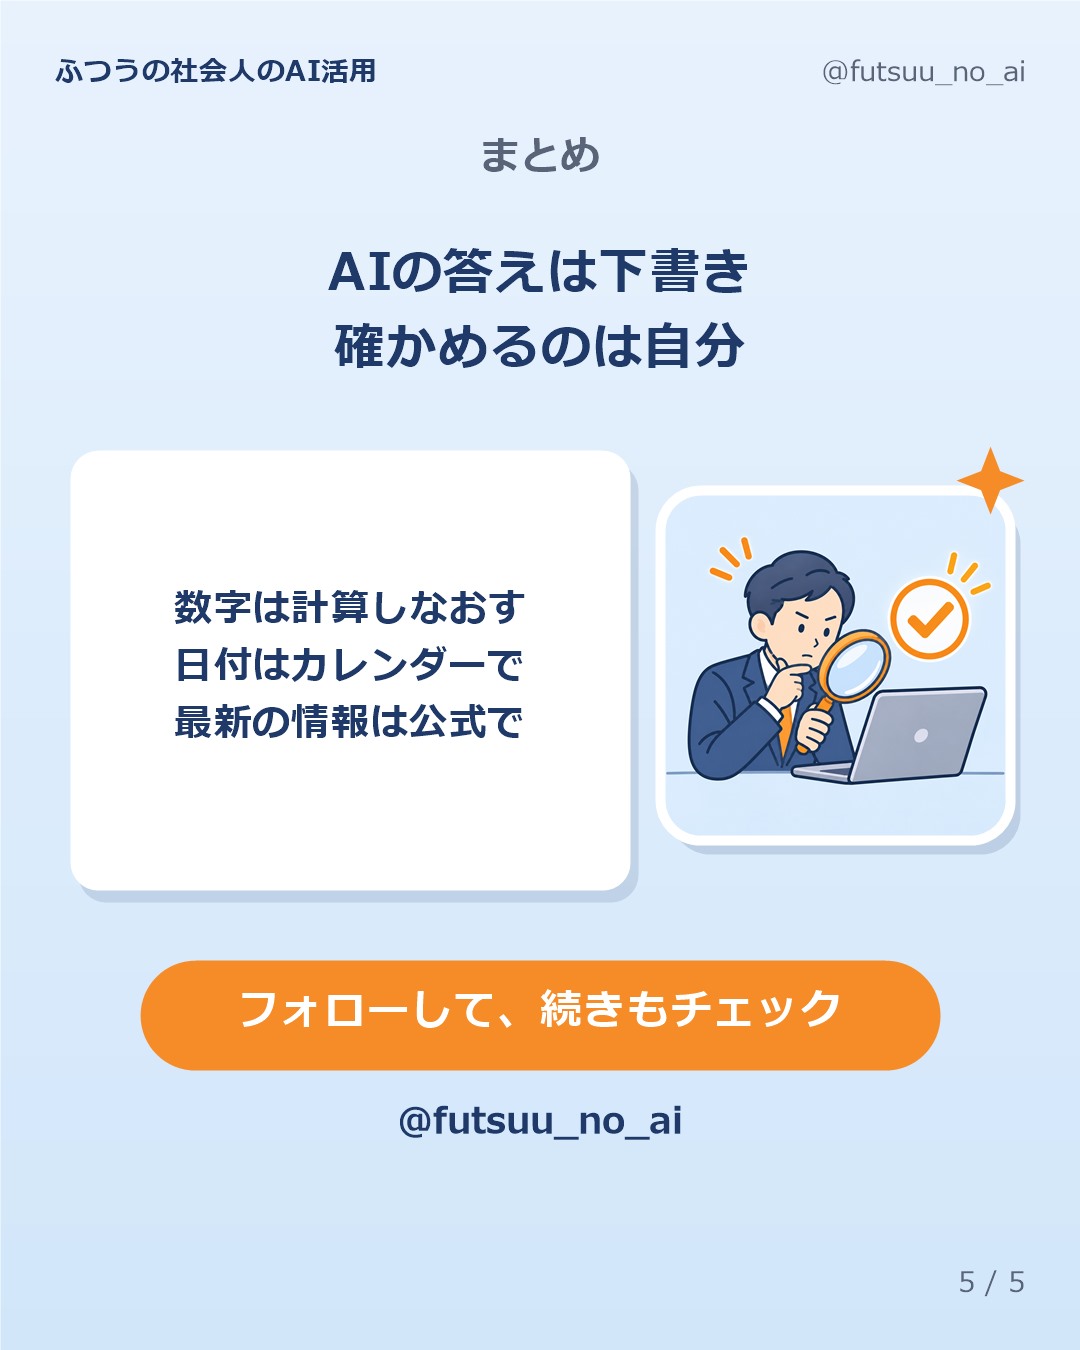 ふつうの社会人のAI活用
@futsuu_no_ai
まとめ
AIの答えは下書き
確かめるのは自分
数字は計算しなおす
日付はカレンダーで
最新の情報は公式で
フォローして、続きもチェック
@futsuu_no_ai
5 / 5